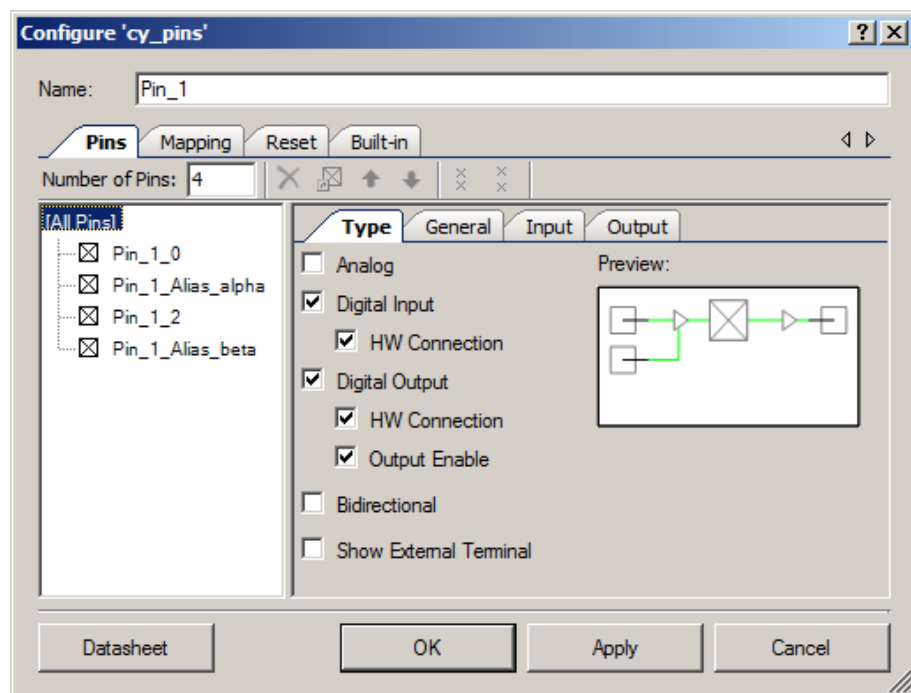 Configure 'cy_pins'
Name: Pin_1
Pins Mapping Reset Built-in
Number of Pins: 4
[All Pins]
Pin_1_0
Pin_1_Alias_alpha
Pin_1_2
Pin_1_Alias_beta
Type General Input Output
Analog
Preview:
Digital Input
HW Connection
Digital Output
HW Connection
Output Enable
Bidirectional
Show External Terminal
Datasheet OK Apply Cancel